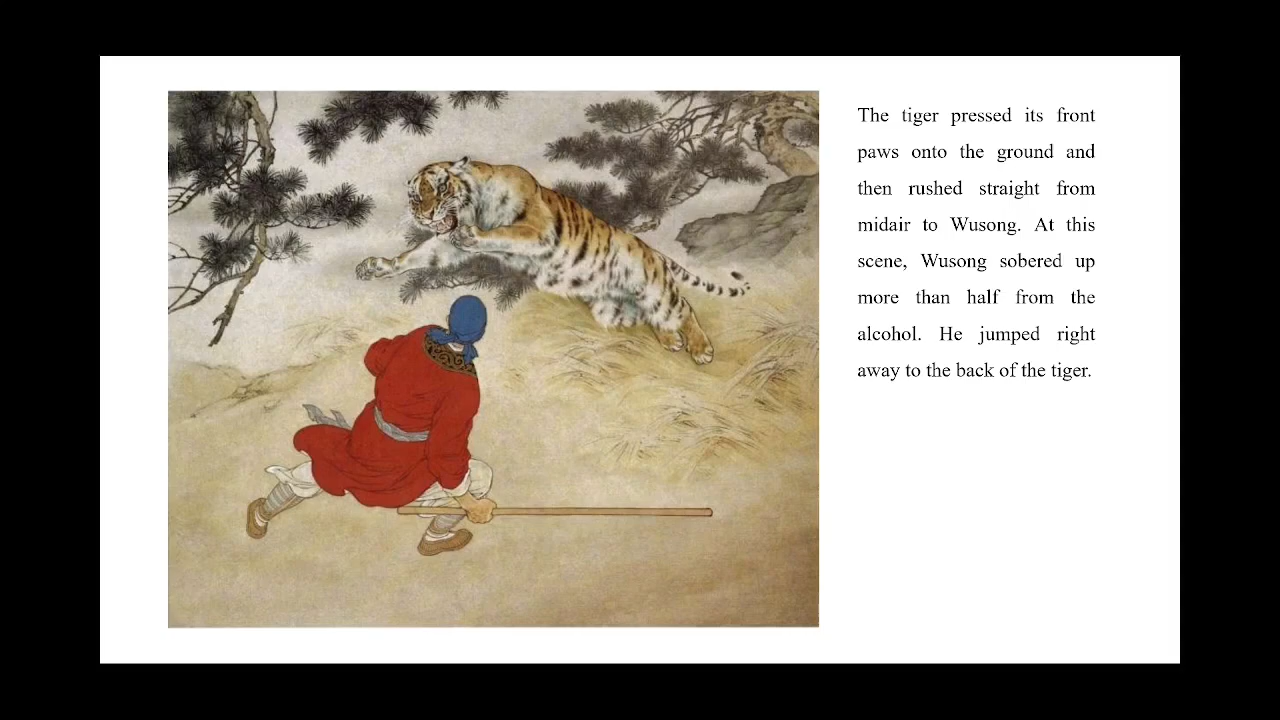 The tiger pressed its front
paws onto the ground and
then rushed straight from
midair to Wusong. At this
scene, Wusong sobered up
more than half from the
alcohol. He jumped right
away to the back of the tiger.